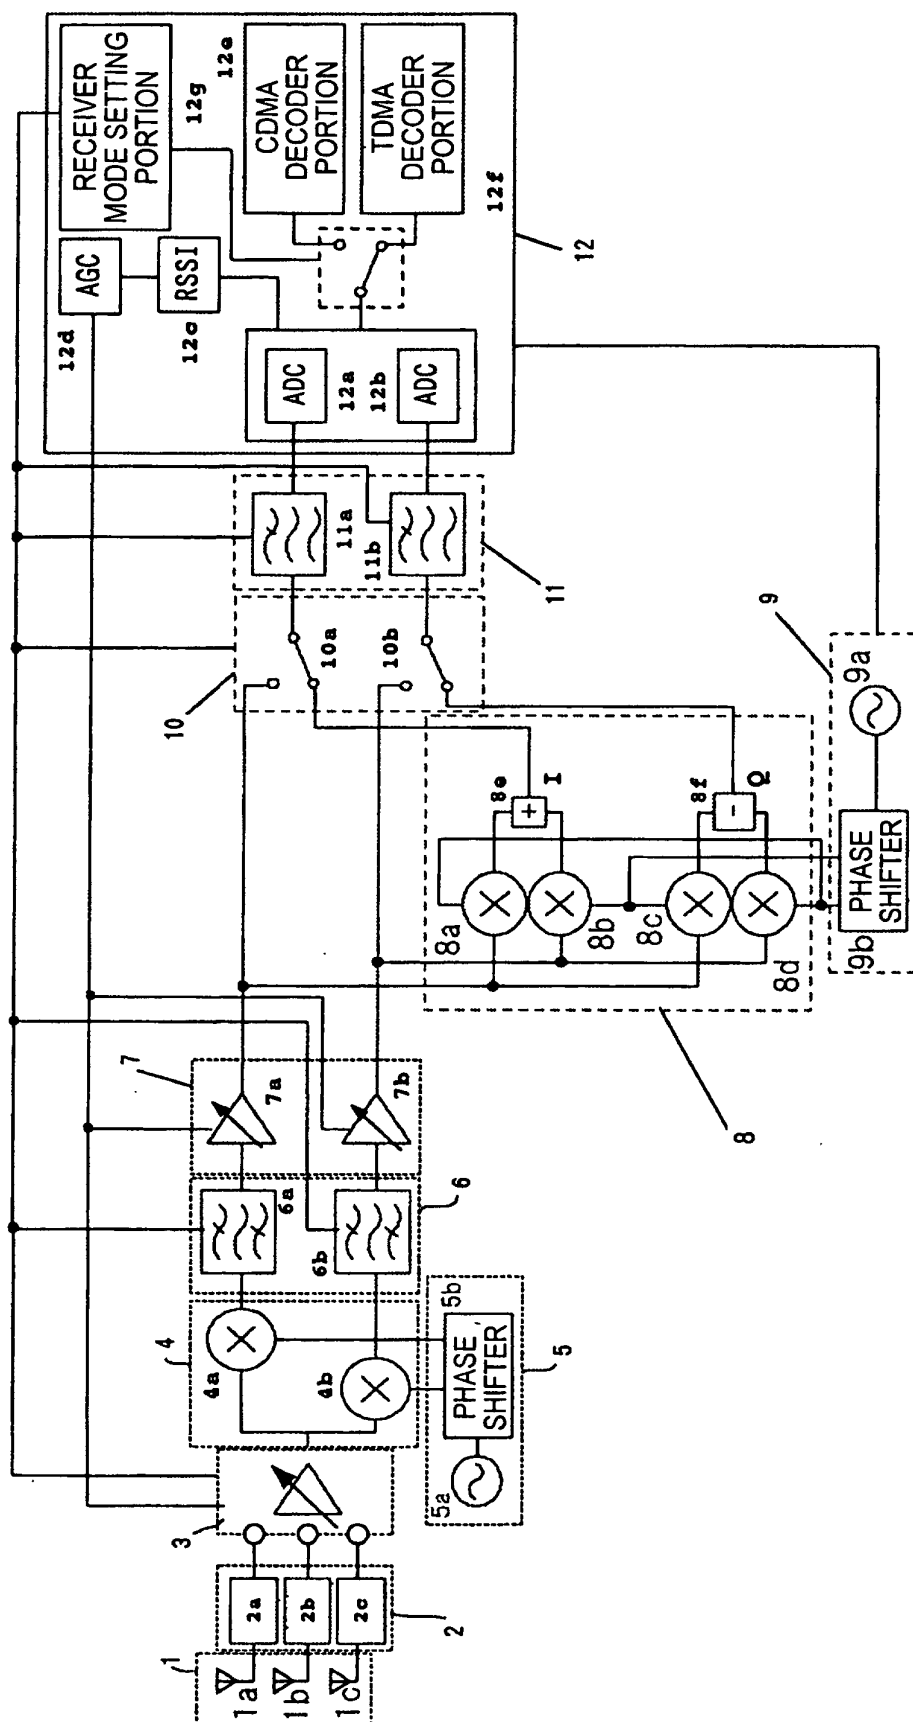 1
1a
1b
1c
2a
2b
2c
2
3
4
4a
4b
5a
PHASE
SHIFTER
5b
5
6a
6b
6
7
7a
7b
8
8a
8b
8c
8d
8e
+
I
8f
-
Q
9
9a
9b
PHASE
SHIFTER
10
10a
10b
11a
11b
11
ADC
12a
12b
ADC
12d
AGC
12c
RSSI
RECEIVER
MODE SETTING
PORTION
12g
12e
CDMA
DECODER
PORTION
TDMA
DECODER
PORTION
12f
12